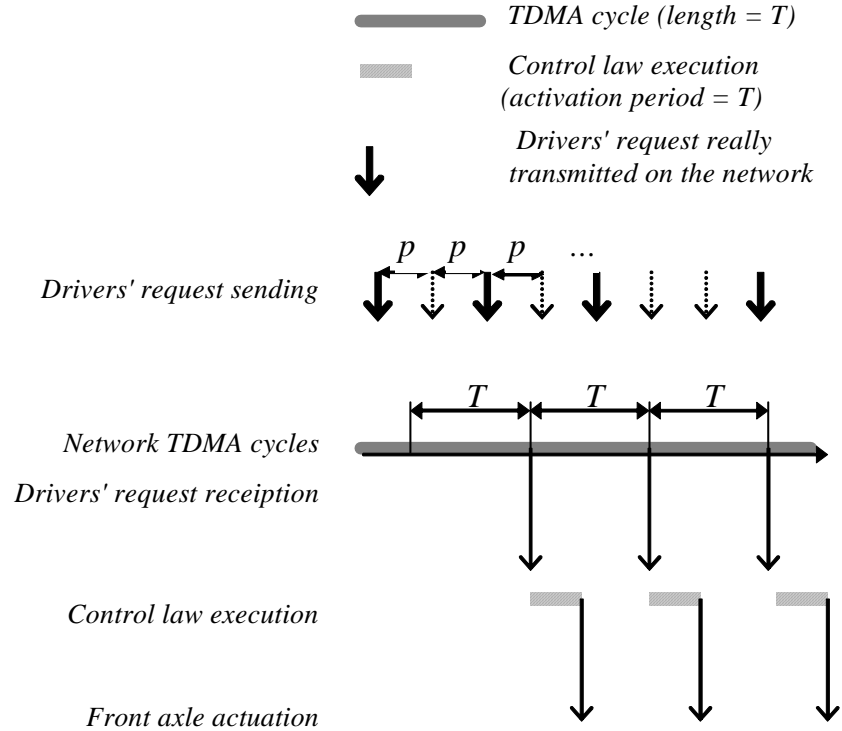 TDMA cycle (length = T)
Control law execution
(activation period = T)
Drivers' request really
transmitted on the network
p p p ...
Drivers' request sending
T T T
Network TDMA cycles
Drivers' request receiption
Control law execution
Front axle actuation